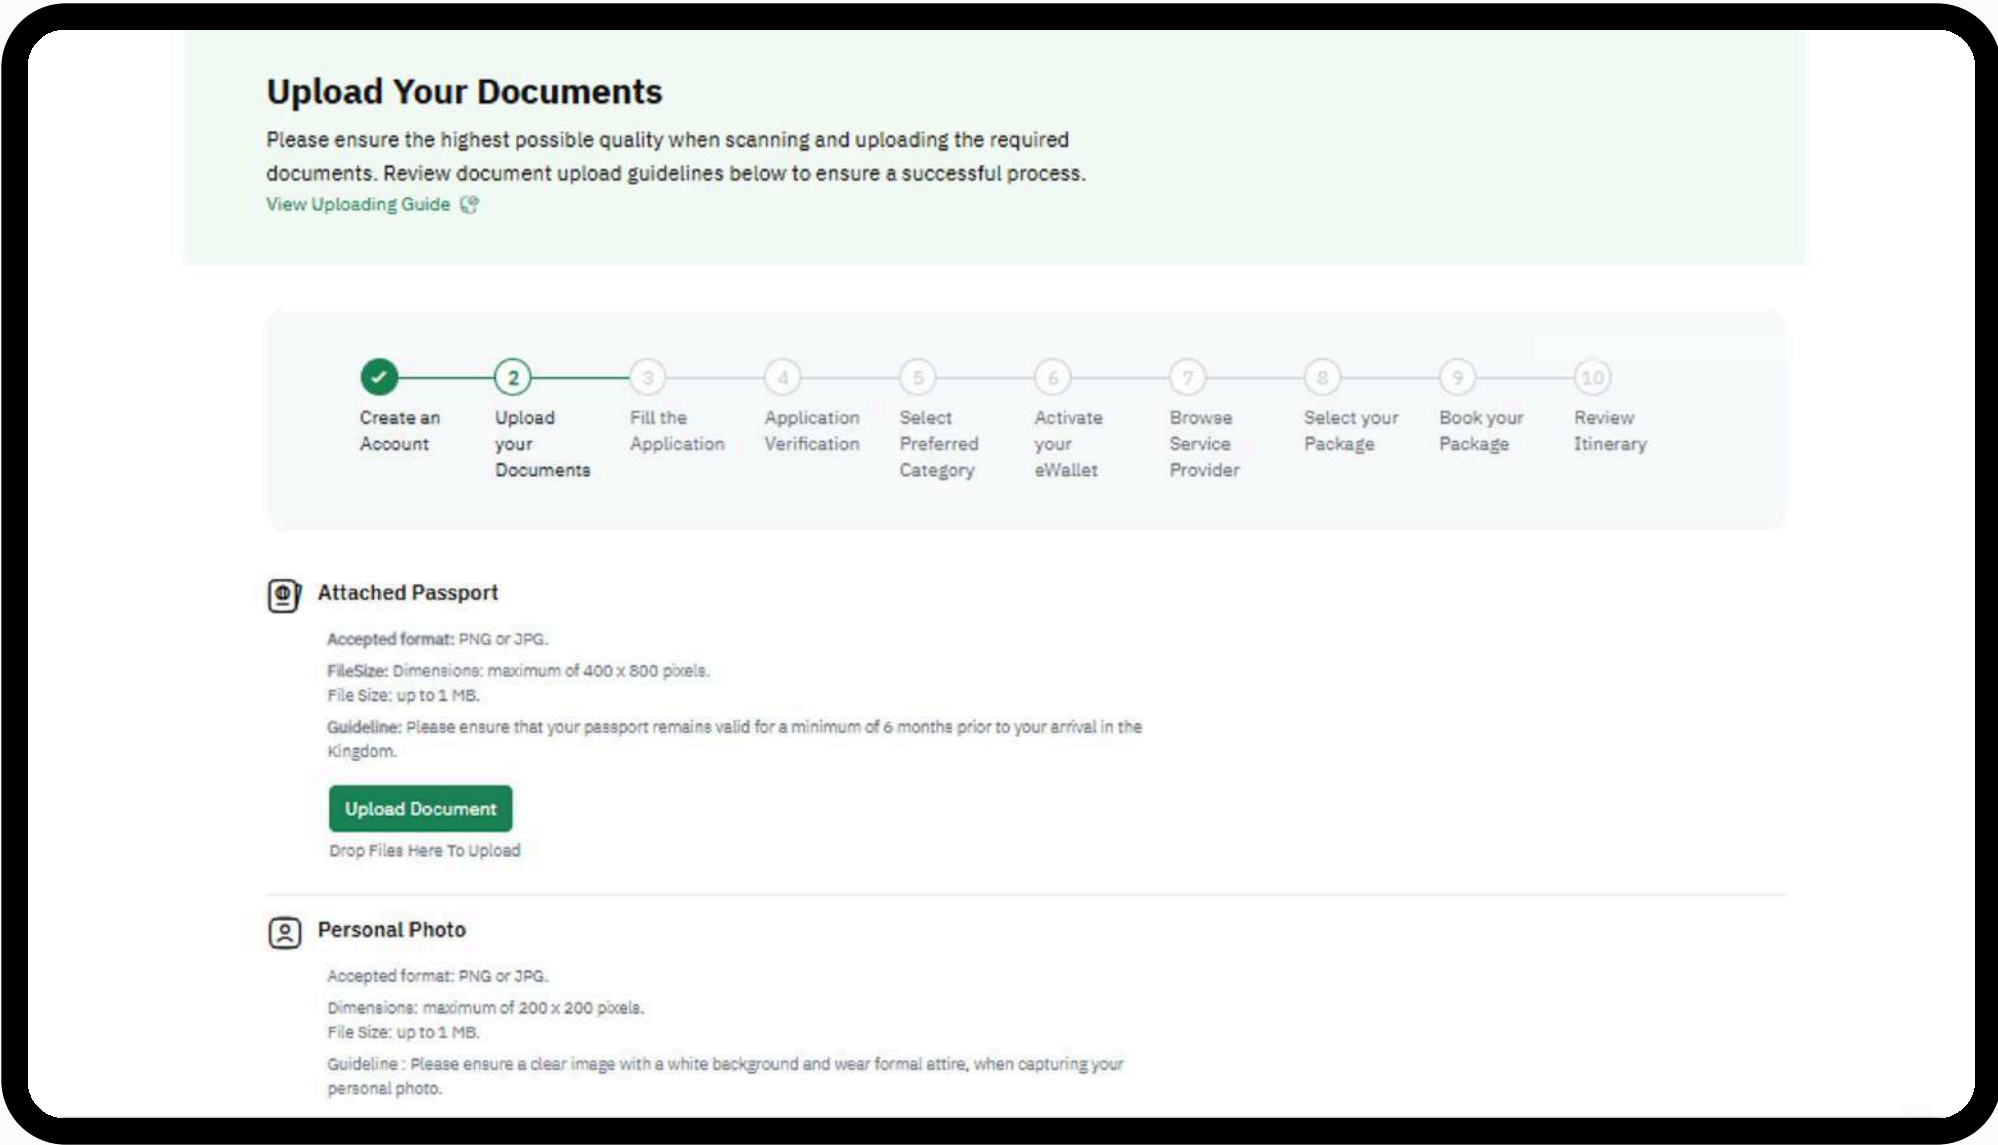 Upload Your Documents
Please ensure the highest possible quality when scanning and uploading the required
documents. Review document upload guidelines below to ensure a successful process.
View Uploading Guide
2
3
4
5
6
7
8
9
10
Create an
Account
Upload
your
Documents
Fill the
Application
Application
Verification
Select
Preferred
Category
Activate
your
eWallet
Browse
Service
Provider
Select your
Package
Book your
Package
Review
Itinerary
Attached Passport
Accepted format: PNG or JPG.
FileSize: Dimensions: maximum of 400 x 800 pixels.
File Size: up to 1 MB.
Guideline: Please ensure that your passport remains valid for a minimum of 6 months prior to your arrival in the
Kingdom.
Upload Document
Drop Files Here To Upload
Personal Photo
Accepted format: PNG or JPG.
Dimensions: maximum of 200 x 200 pixels.
File Size: up to 1 MB.
Guideline : Please ensure a clear image with a white background and wear formal attire, when capturing your
personal photo.